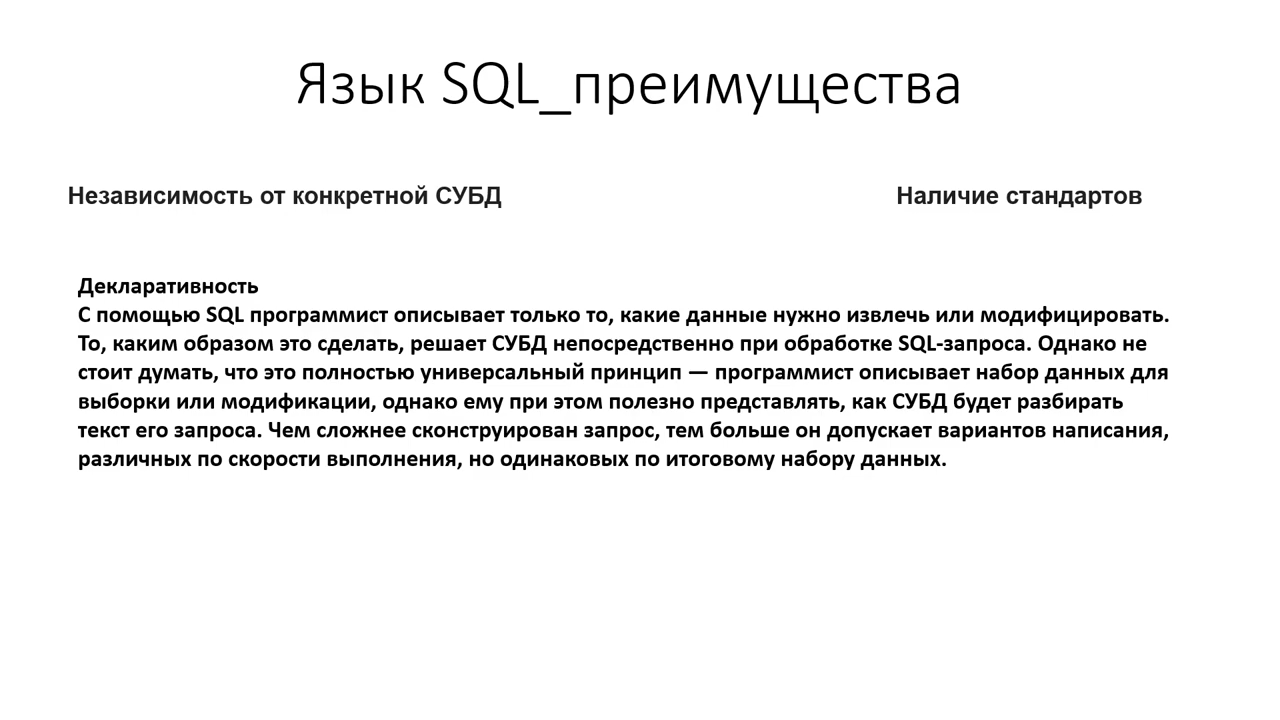 Язык SQL_преимущества
Независимость от конкретной СУБД
Наличие стандартов
Декларативность
С помощью SQL программист описывает только то, какие данные нужно извлечь или модифицировать.
То, каким образом это сделать, решает СУБД непосредственно при обработке SQL-запроса. Однако не
стоит думать, что это полностью универсальный принцип — программист описывает набор данных для
выборки или модификации, однако ему при этом полезно представлять, как СУБД будет разбирать
текст его запроса. Чем сложнее сконструирован запрос, тем больше он допускает вариантов написания,
различных по скорости выполнения, но одинаковых по итоговому набору данных.